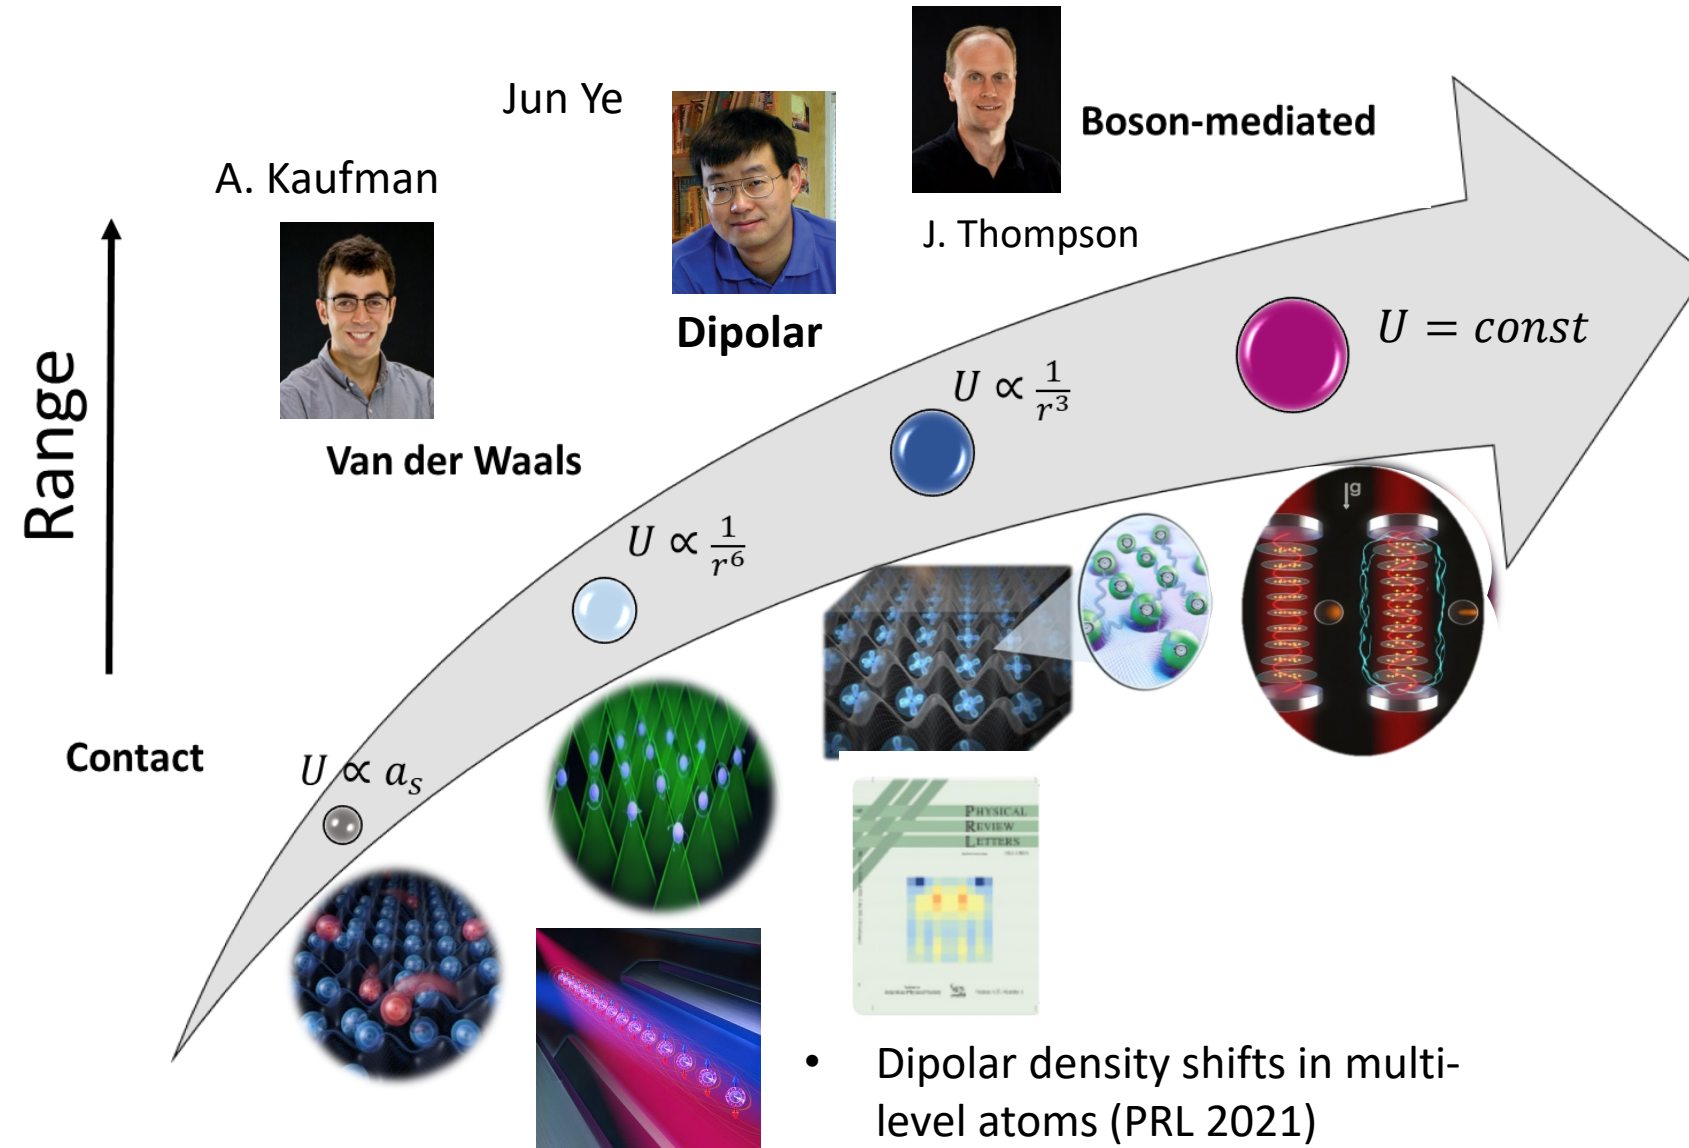 Jun Ye
Boson-mediated
A. Kaufman
J. Thompson
Dipolar
Range
U = const
U ∝ 1/r³
Van der Waals
U ∝ 1/r⁶
g
Contact
U ∝ aₛ
PHYSICAL
REVIEW
LETTERS
• Dipolar density shifts in multi-
level atoms (PRL 2021)